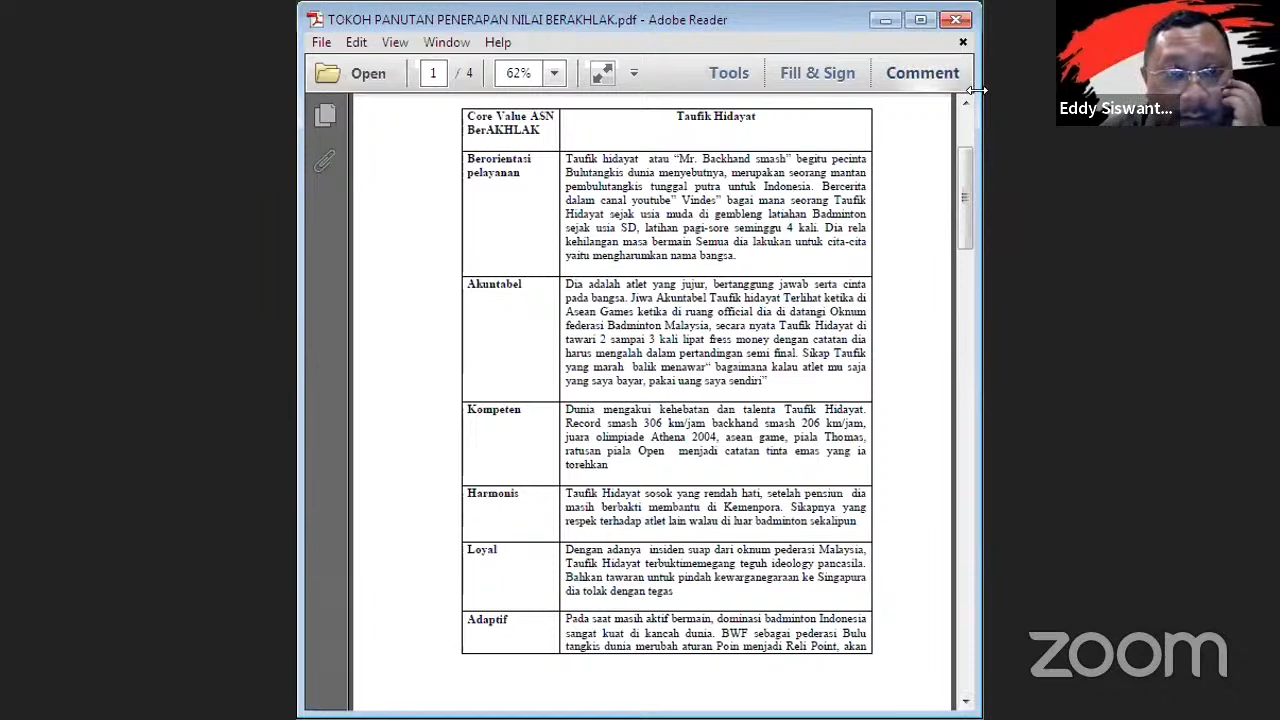 TOKOH PANUTAN PENERAPAN NILAI BERAKHLAK.pdf - Adobe Reader
File Edit View Window Help
Open 1 / 4 62% Tools Fill & Sign Comment
Eddy Siswant...
Core Value ASN
BerAKHLAK
Taufik Hidayat
Berorientasi
pelayanan
Taufik hidayat atau “Mr. Backhand smash” begitu pecinta
Bulutangkis dunia menyebutnya, merupakan seorang mantan
pembulutangkis tunggal putra untuk Indonesia. Bercerita
dalam canal youtube” Vindes” bagai mana seorang Taufik
Hidayat sejak usia muda di gembleng latiahan Badminton
sejak usia SD, latihan pagi-sore seminggu 4 kali. Dia rela
kehilangan masa bermain Semua dia lakukan untuk cita-cita
yaitu mengharumkan nama bangsa.
Akuntabel
Dia adalah atlet yang jujur, bertanggung jawab serta cinta
pada bangsa. Jiwa Akuntabel Taufik hidayat Terlihat ketika di
Asean Games ketika di ruang official dia di datangi Oknum
federasi Badminton Malaysia, secara nyata Taufik Hidayat di
tawari 2 sampai 3 kali lipat fress money dengan catatan dia
harus mengalah dalam pertandingan semi final. Sikap Taufik
yang marah balik menawar“ bagaimana kalau atlet mu saja
yang saya bayar, pakai uang saya sendiri”
Kompeten
Dunia mengakui kehebatan dan talenta Taufik Hidayat.
Record smash 306 km/jam backhand smash 206 km/jam,
juara olimpiade Athena 2004, asean game, piala Thomas,
ratusan piala Open menjadi catatan tinta emas yang ia
torehkan
Harmonis
Taufik Hidayat sosok yang rendah hati, setelah pensiun dia
masih berbakti membantu di Kemenpora. Sikapnya yang
respek terhadap atlet lain walau di luar badminton sekalipun
Loyal
Dengan adanya insiden suap dari oknum pederasi Malaysia,
Taufik Hidayat terbuktimemegang teguh ideology pancasila.
Bahkan tawaran untuk pindah kewarganegaraan ke Singapura
dia tolak dengan tegas
Adaptif
Pada saat masih aktif bermain, dominasi badminton Indonesia
sangat kuat di kancah dunia. BWF sebagai pederasi Bulu
tangkis dunia merubah aturan Poin menjadi Reli Point, akan
zoom